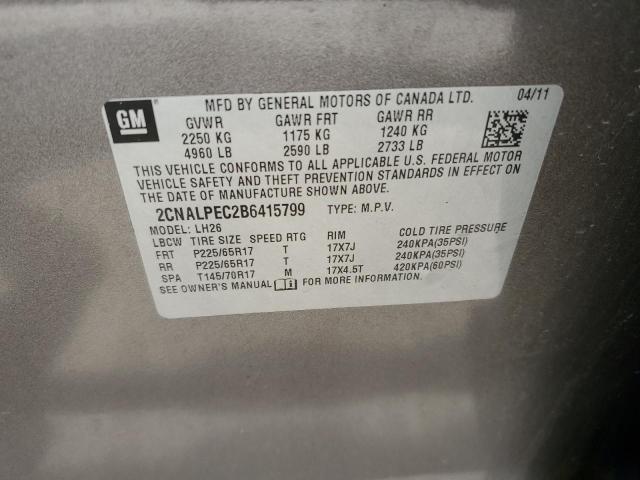 GM
MFD BY GENERAL MOTORS OF CANADA LTD. 04/11
GVWR GAWR FRT GAWR RR
2250 KG 1175 KG 1240 KG
4960 LB 2590 LB 2733 LB
THIS VEHICLE CONFORMS TO ALL APPLICABLE U.S. FEDERAL MOTOR
VEHICLE SAFETY AND THEFT PREVENTION STANDARDS IN EFFECT ON
THE DATE OF MANUFACTURE SHOWN ABOVE.
2CNALPEC2B6415799 TYPE: M.P.V.
MODEL: LH26
LBCW TIRE SIZE SPEED RTG RIM COLD TIRE PRESSURE
FRT P225/65R17 T 17X7J 240KPA(35PSI)
RR P225/65R17 T 17X7J 240KPA(35PSI)
SPA T145/70R17 M 17X4.5T 420KPA(60PSI)
SEE OWNER'S MANUAL FOR MORE INFORMATION